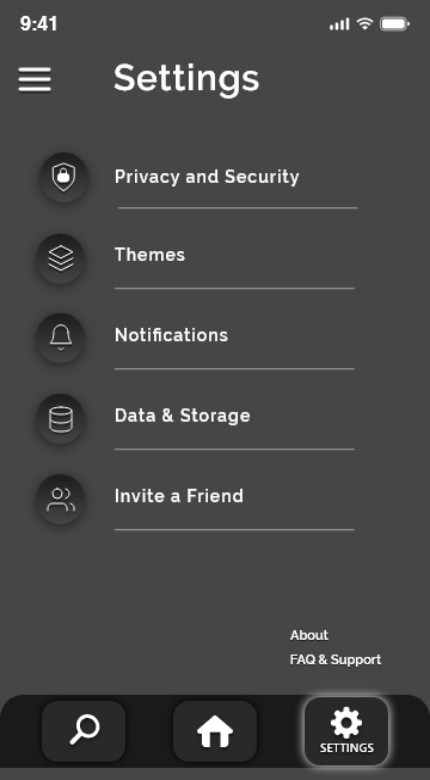 9:41
Settings
Privacy and Security
Themes
Notifications
Data & Storage
Invite a Friend
About
FAQ & Support
SETTINGS